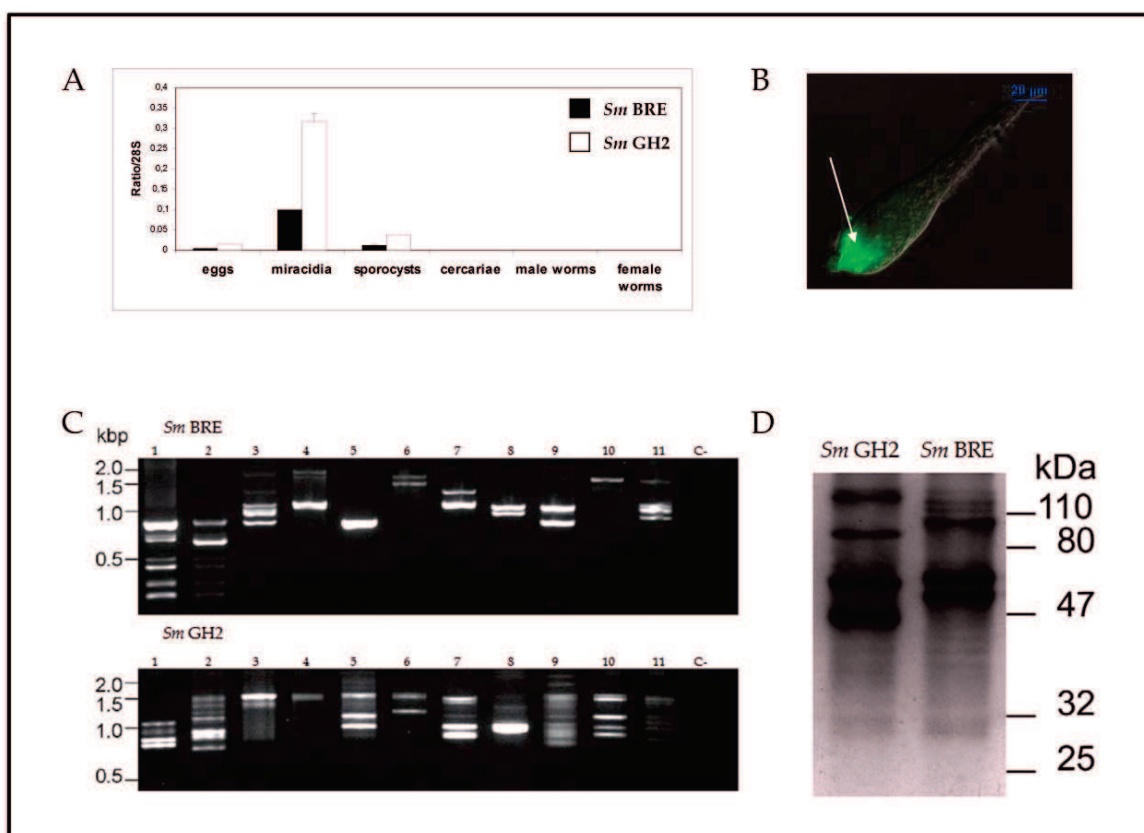 A
0,4
0,35
0,3
0,25
0,2
0,15
0,1
0,05
0
Ratio/28S
Sm BRE
Sm GH2
eggs miracidia sporocysts cercariae male worms female worms
B
20 µm
C
kbp
Sm BRE
1 2 3 4 5 6 7 8 9 10 11 C-
2.0
1.5
1.0
0.5
Sm GH2
1 2 3 4 5 6 7 8 9 10 11 C-
2.0
1.5
1.0
0.5
D
Sm GH2 Sm BRE
kDa
110
80
47
32
25